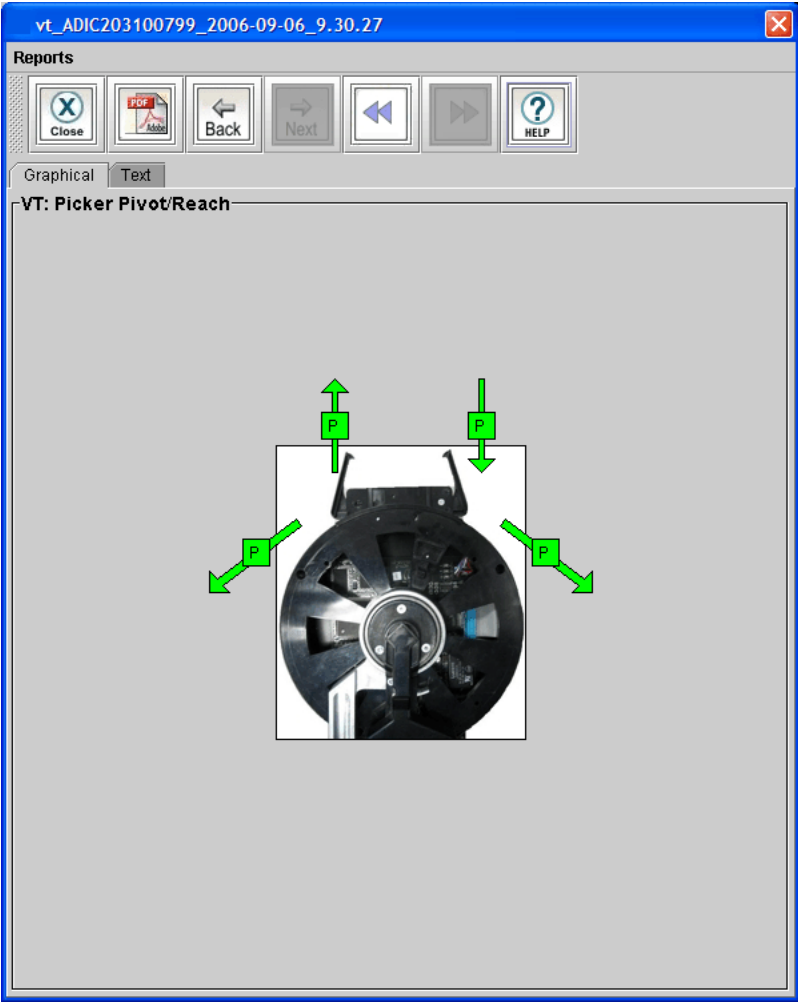 vt_ADIC203100799_2006-09-06_9.30.27
Reports
X
Close
PDF
Adobe
Back
Next
?
HELP
Graphical Text
VT: Picker Pivot/Reach
P P
P P